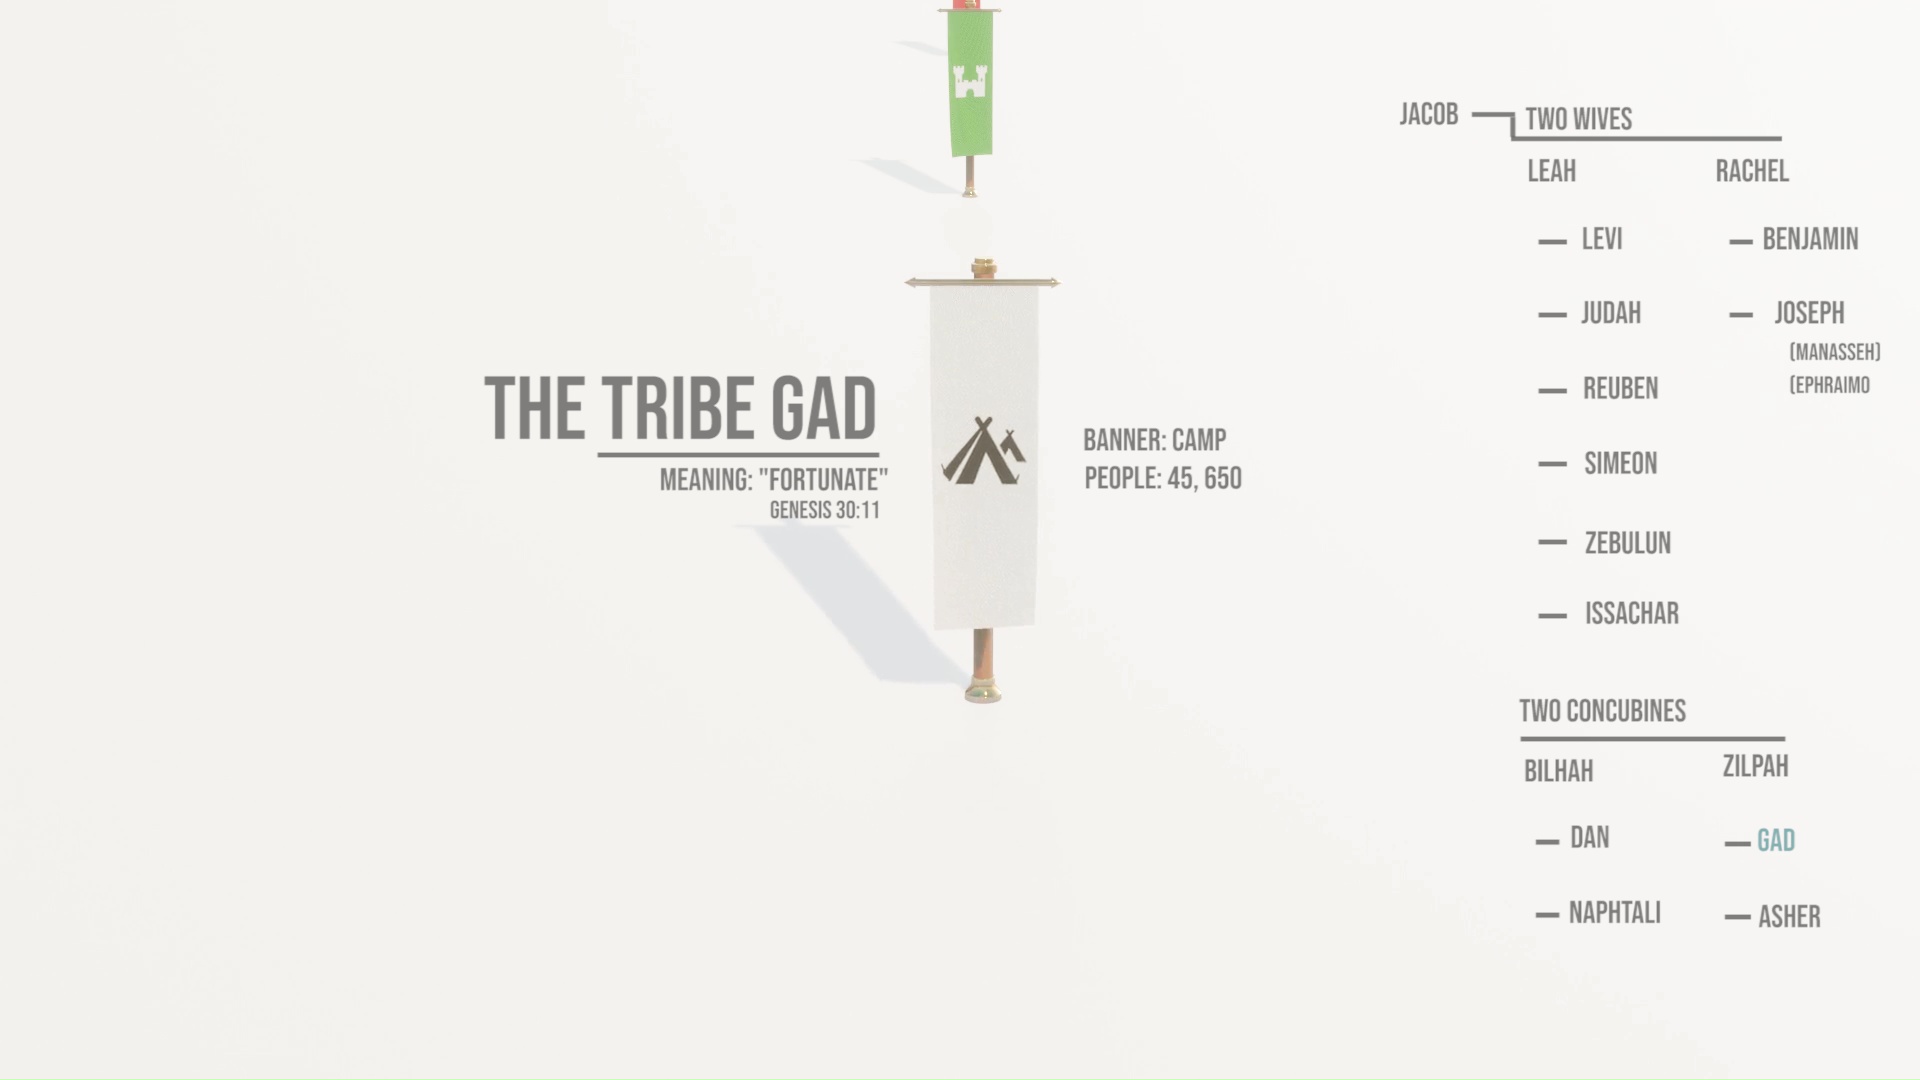 THE TRIBE GAD
MEANING: "FORTUNATE"
GENESIS 30:11
BANNER: CAMP
PEOPLE: 45, 650
JACOB
TWO WIVES
LEAH
RACHEL
LEVI
BENJAMIN
JUDAH
JOSEPH
(MANASSEH)
(EPHRAIMO
REUBEN
SIMEON
ZEBULUN
ISSACHAR
TWO CONCUBINES
BILHAH
ZILPAH
DAN
GAD
NAPHTALI
ASHER